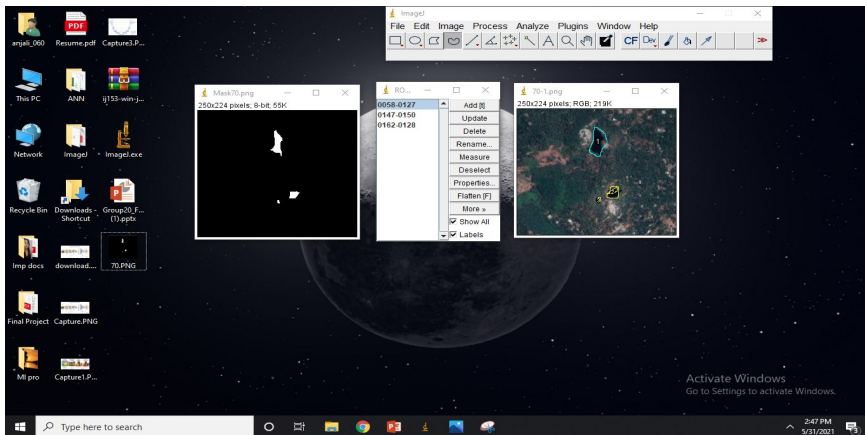 ImageJ
File Edit Image Process Analyze Plugins Window Help
A
CF
Dev
anjali_060
PDF
Resume.pdf
Capture3.P...
This PC
ANN
ij153-win-j...
Network
ImageJ
ImageJ.exe
Recycle Bin
Downloads - Shortcut
Group20_F... (1).pptx
Imp docs
download....
70.PNG
Final Project
Capture.PNG
MI pro
Capture1.P...
Mask70.png
250x224 pixels; 8-bit; 55K
RO...
0058-0127
0147-0150
0162-0128
Add [t]
Update
Delete
Rename...
Measure
Deselect
Properties...
Flatten [F]
More »
Show All
Labels
70-1.png
250x224 pixels; RGB; 219K
1
Activate Windows
Go to Settings to activate Windows.
Type here to search
2:47 PM
5/31/2021
3